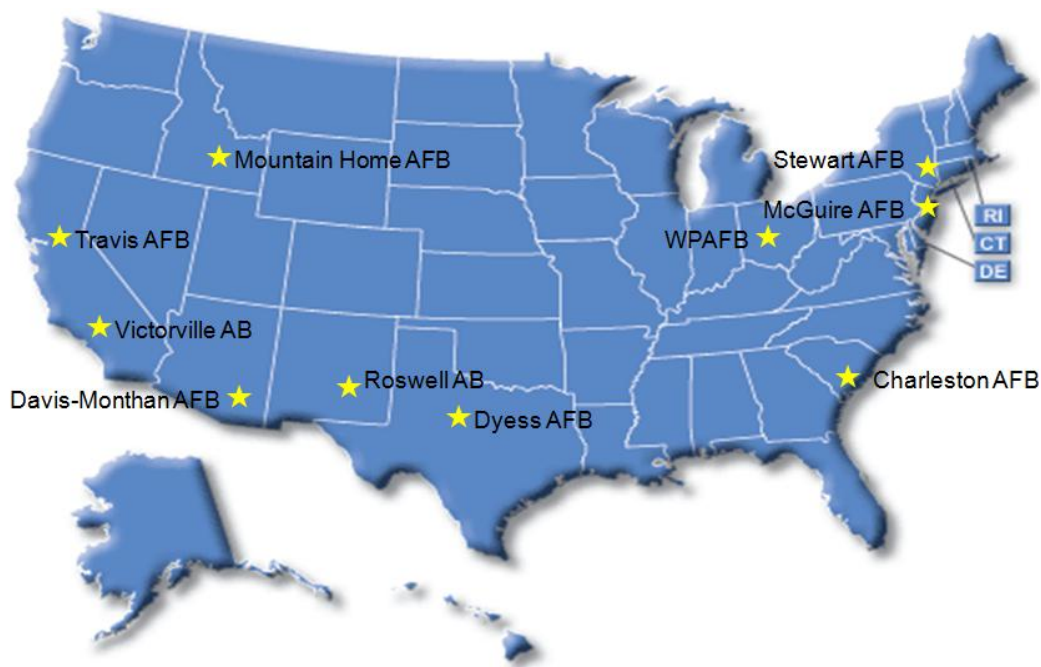 Mountain Home AFB
Stewart AFB
McGuire AFB
RI
Travis AFB
WPAFB
CT
DE
Victorville AB
Roswell AB
Charleston AFB
Davis-Monthan AFB
Dyess AFB